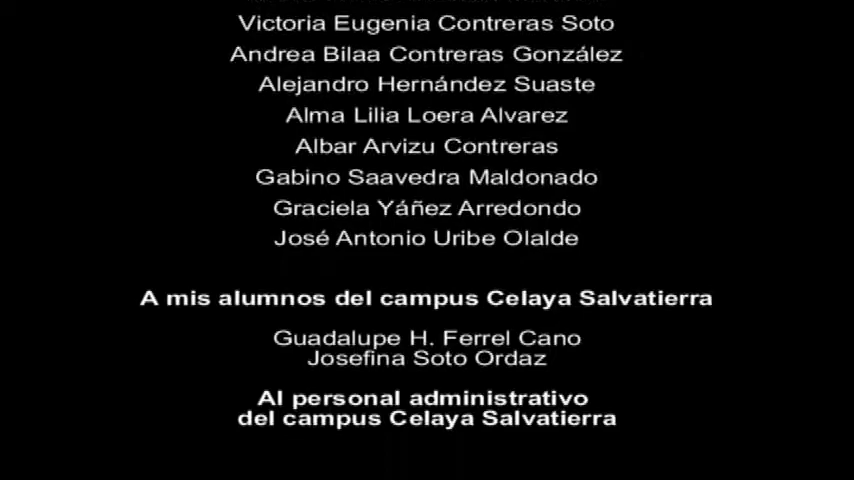 Victoria Eugenia Contreras Soto
Andrea Bilaa Contreras González
Alejandro Hernández Suaste
Alma Lilia Loera Alvarez
Albar Arvizu Contreras
Gabino Saavedra Maldonado
Graciela Yáñez Arredondo
José Antonio Uribe Olalde
A mis alumnos del campus Celaya Salvatierra
Guadalupe H. Ferrel Cano
Josefina Soto Ordaz
Al personal administrativo
del campus Celaya Salvatierra